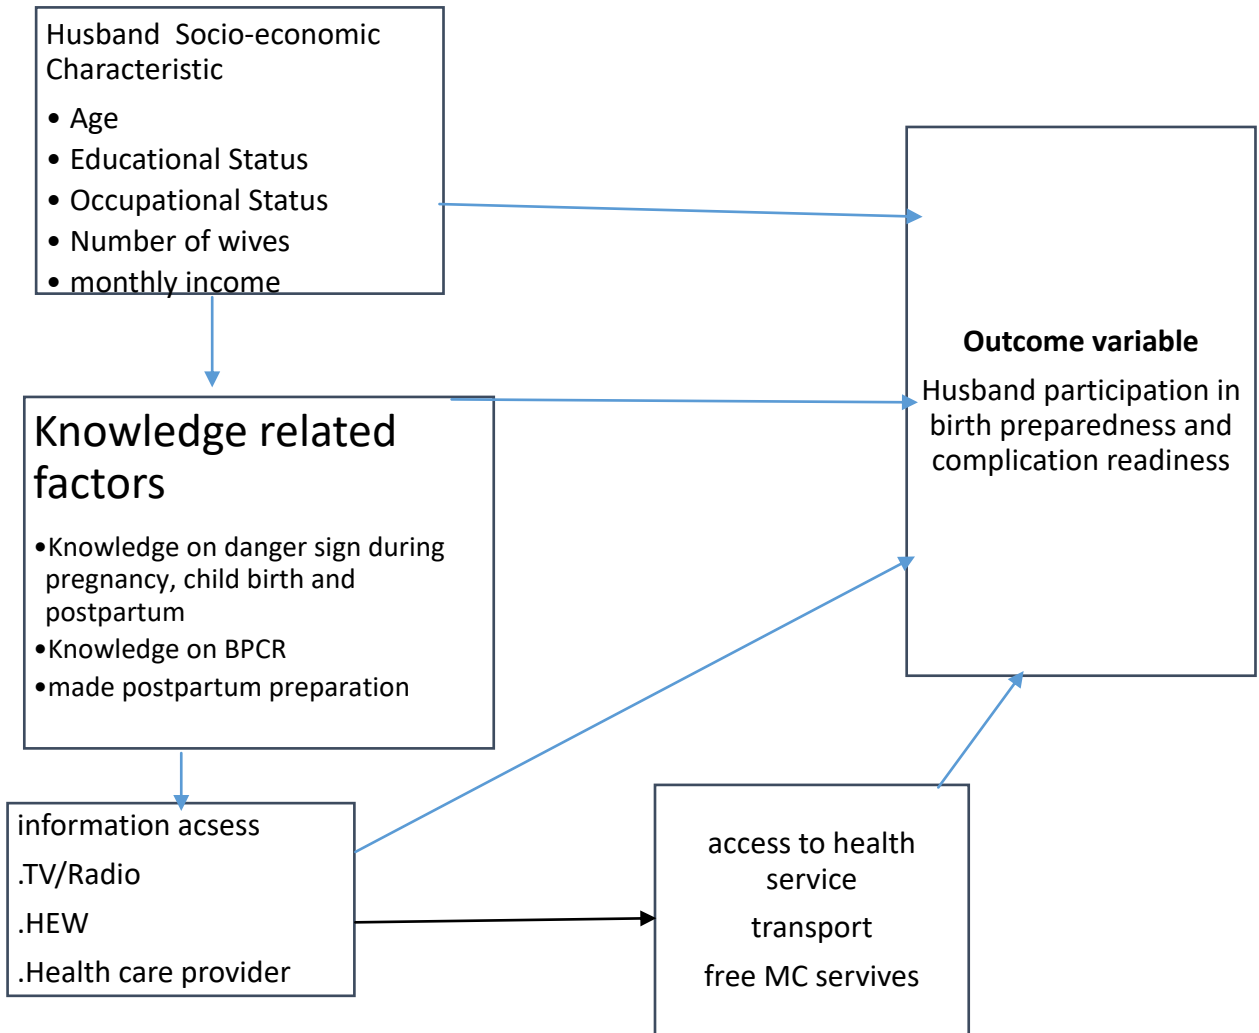 Husband Socio-economic
Characteristic
• Age
• Educational Status
• Occupational Status
• Number of wives
• monthly income
Knowledge related
factors
•Knowledge on danger sign during
pregnancy, child birth and
postpartum
•Knowledge on BPCR
•made postpartum preparation
information acsess
.TV/Radio
.HEW
.Health care provider
access to health
service
transport
free MC servives
Outcome variable
Husband participation in
birth preparedness and
complication readiness